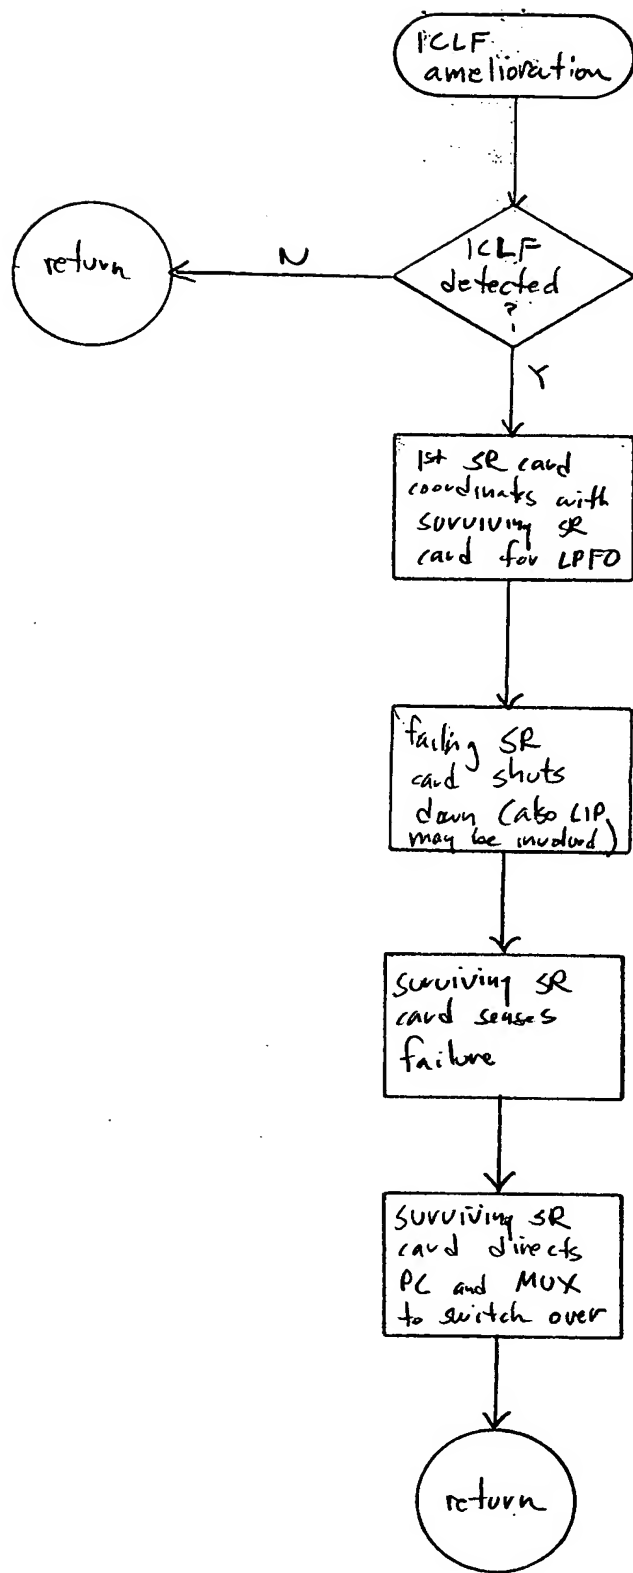 ICLF
amelioration
ICLF
detected
?
N
return
Y
1st SR card
coordinates with
surviving SR
card for LPFO
failing SR
card shuts
down (also LIP
may be involved)
surviving SR
card senses
failure
surviving SR
card directs
PC and MUX
to switch over
return